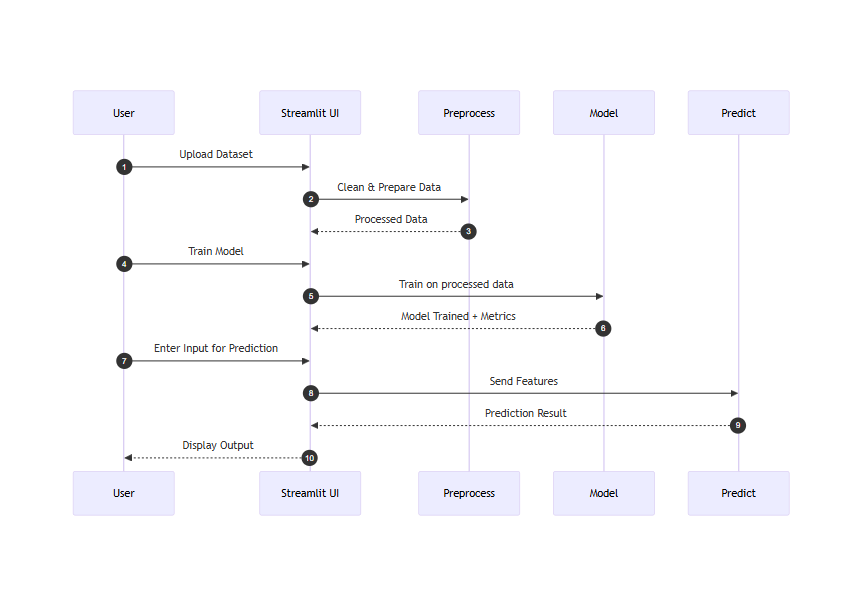 User
Streamlit UI
Preprocess
Model
Predict
Upload Dataset
1
Clean & Prepare Data
2
Processed Data
3
Train Model
4
Train on processed data
5
Model Trained + Metrics
6
Enter Input for Prediction
7
Send Features
8
Prediction Result
9
Display Output
10
User
Streamlit UI
Preprocess
Model
Predict